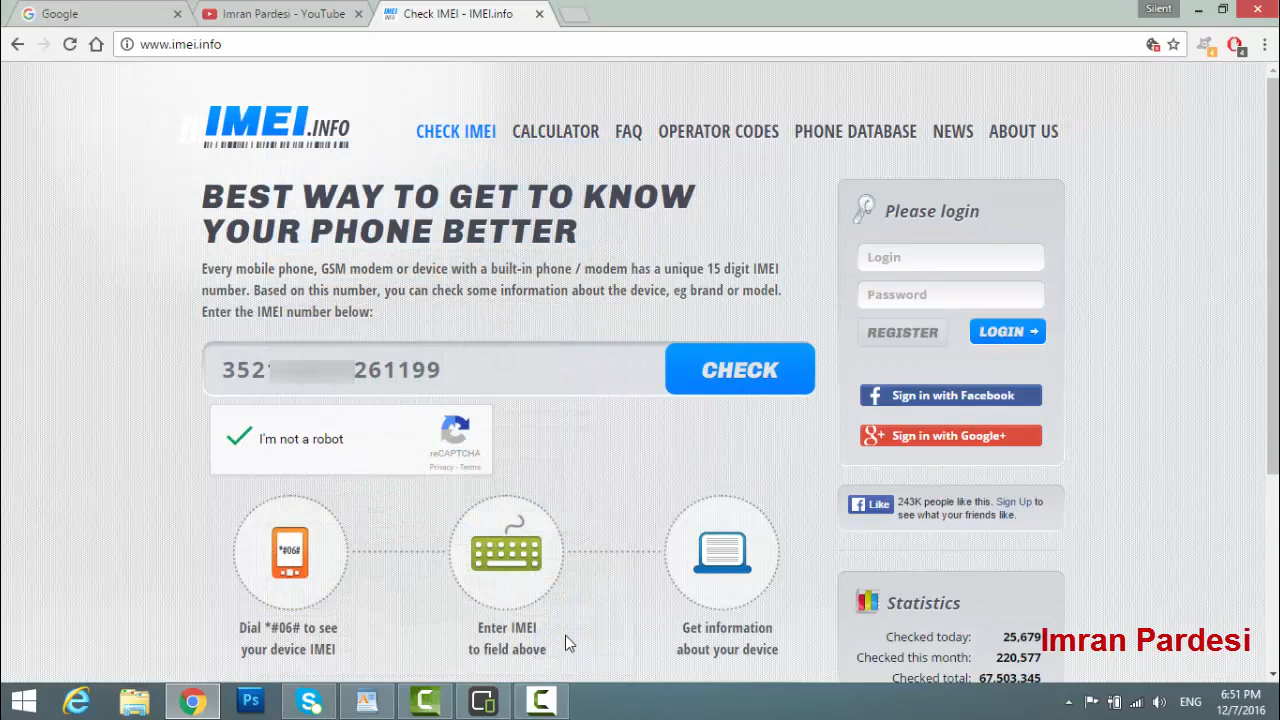 Google
Imran Pardesi - YouTube
Check IMEI - IMEI.info
Silent
www.imei.info
4
4
IMEI.INFO
CHECK IMEI
CALCULATOR
FAQ
OPERATOR CODES
PHONE DATABASE
NEWS
ABOUT US
BEST WAY TO GET TO KNOW
YOUR PHONE BETTER
Every mobile phone, GSM modem or device with a built-in phone / modem has a unique 15 digit IMEI
number. Based on this number, you can check some information about the device, eg brand or model.
Enter the IMEI number below:
352 261199
CHECK
I'm not a robot
reCAPTCHA
Privacy - Terms
*#06#
Dial *#06# to see
your device IMEI
Enter IMEI
to field above
Get information
about your device
Please login
Login
Password
REGISTER
LOGIN
Sign in with Facebook
Sign in with Google+
Like
243K people like this. Sign Up to
see what your friends like.
Statistics
Checked today: 25,679
Checked this month: 220,577
Checked total: 67,503,345
Imran Pardesi
Ps
ENG
6:51 PM
12/7/2016